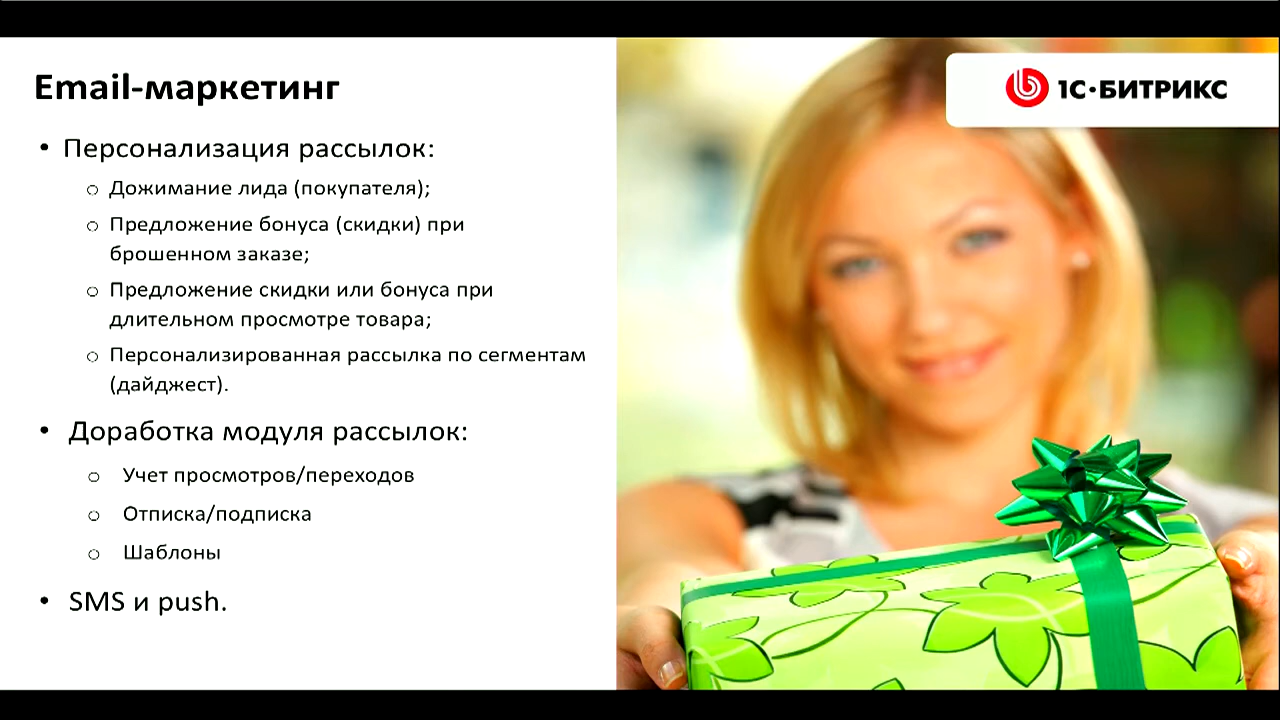 Email-маркетинг
1С·БИТРИКС
• Персонализация рассылок:
o Дожимание лида (покупателя);
o Предложение бонуса (скидки) при
брошенном заказе;
o Предложение скидки или бонуса при
длительном просмотре товара;
o Персонализированная рассылка по сегментам
(дайджест).
• Доработка модуля рассылок:
o Учет просмотров/переходов
o Отписка/подписка
o Шаблоны
• SMS и push.